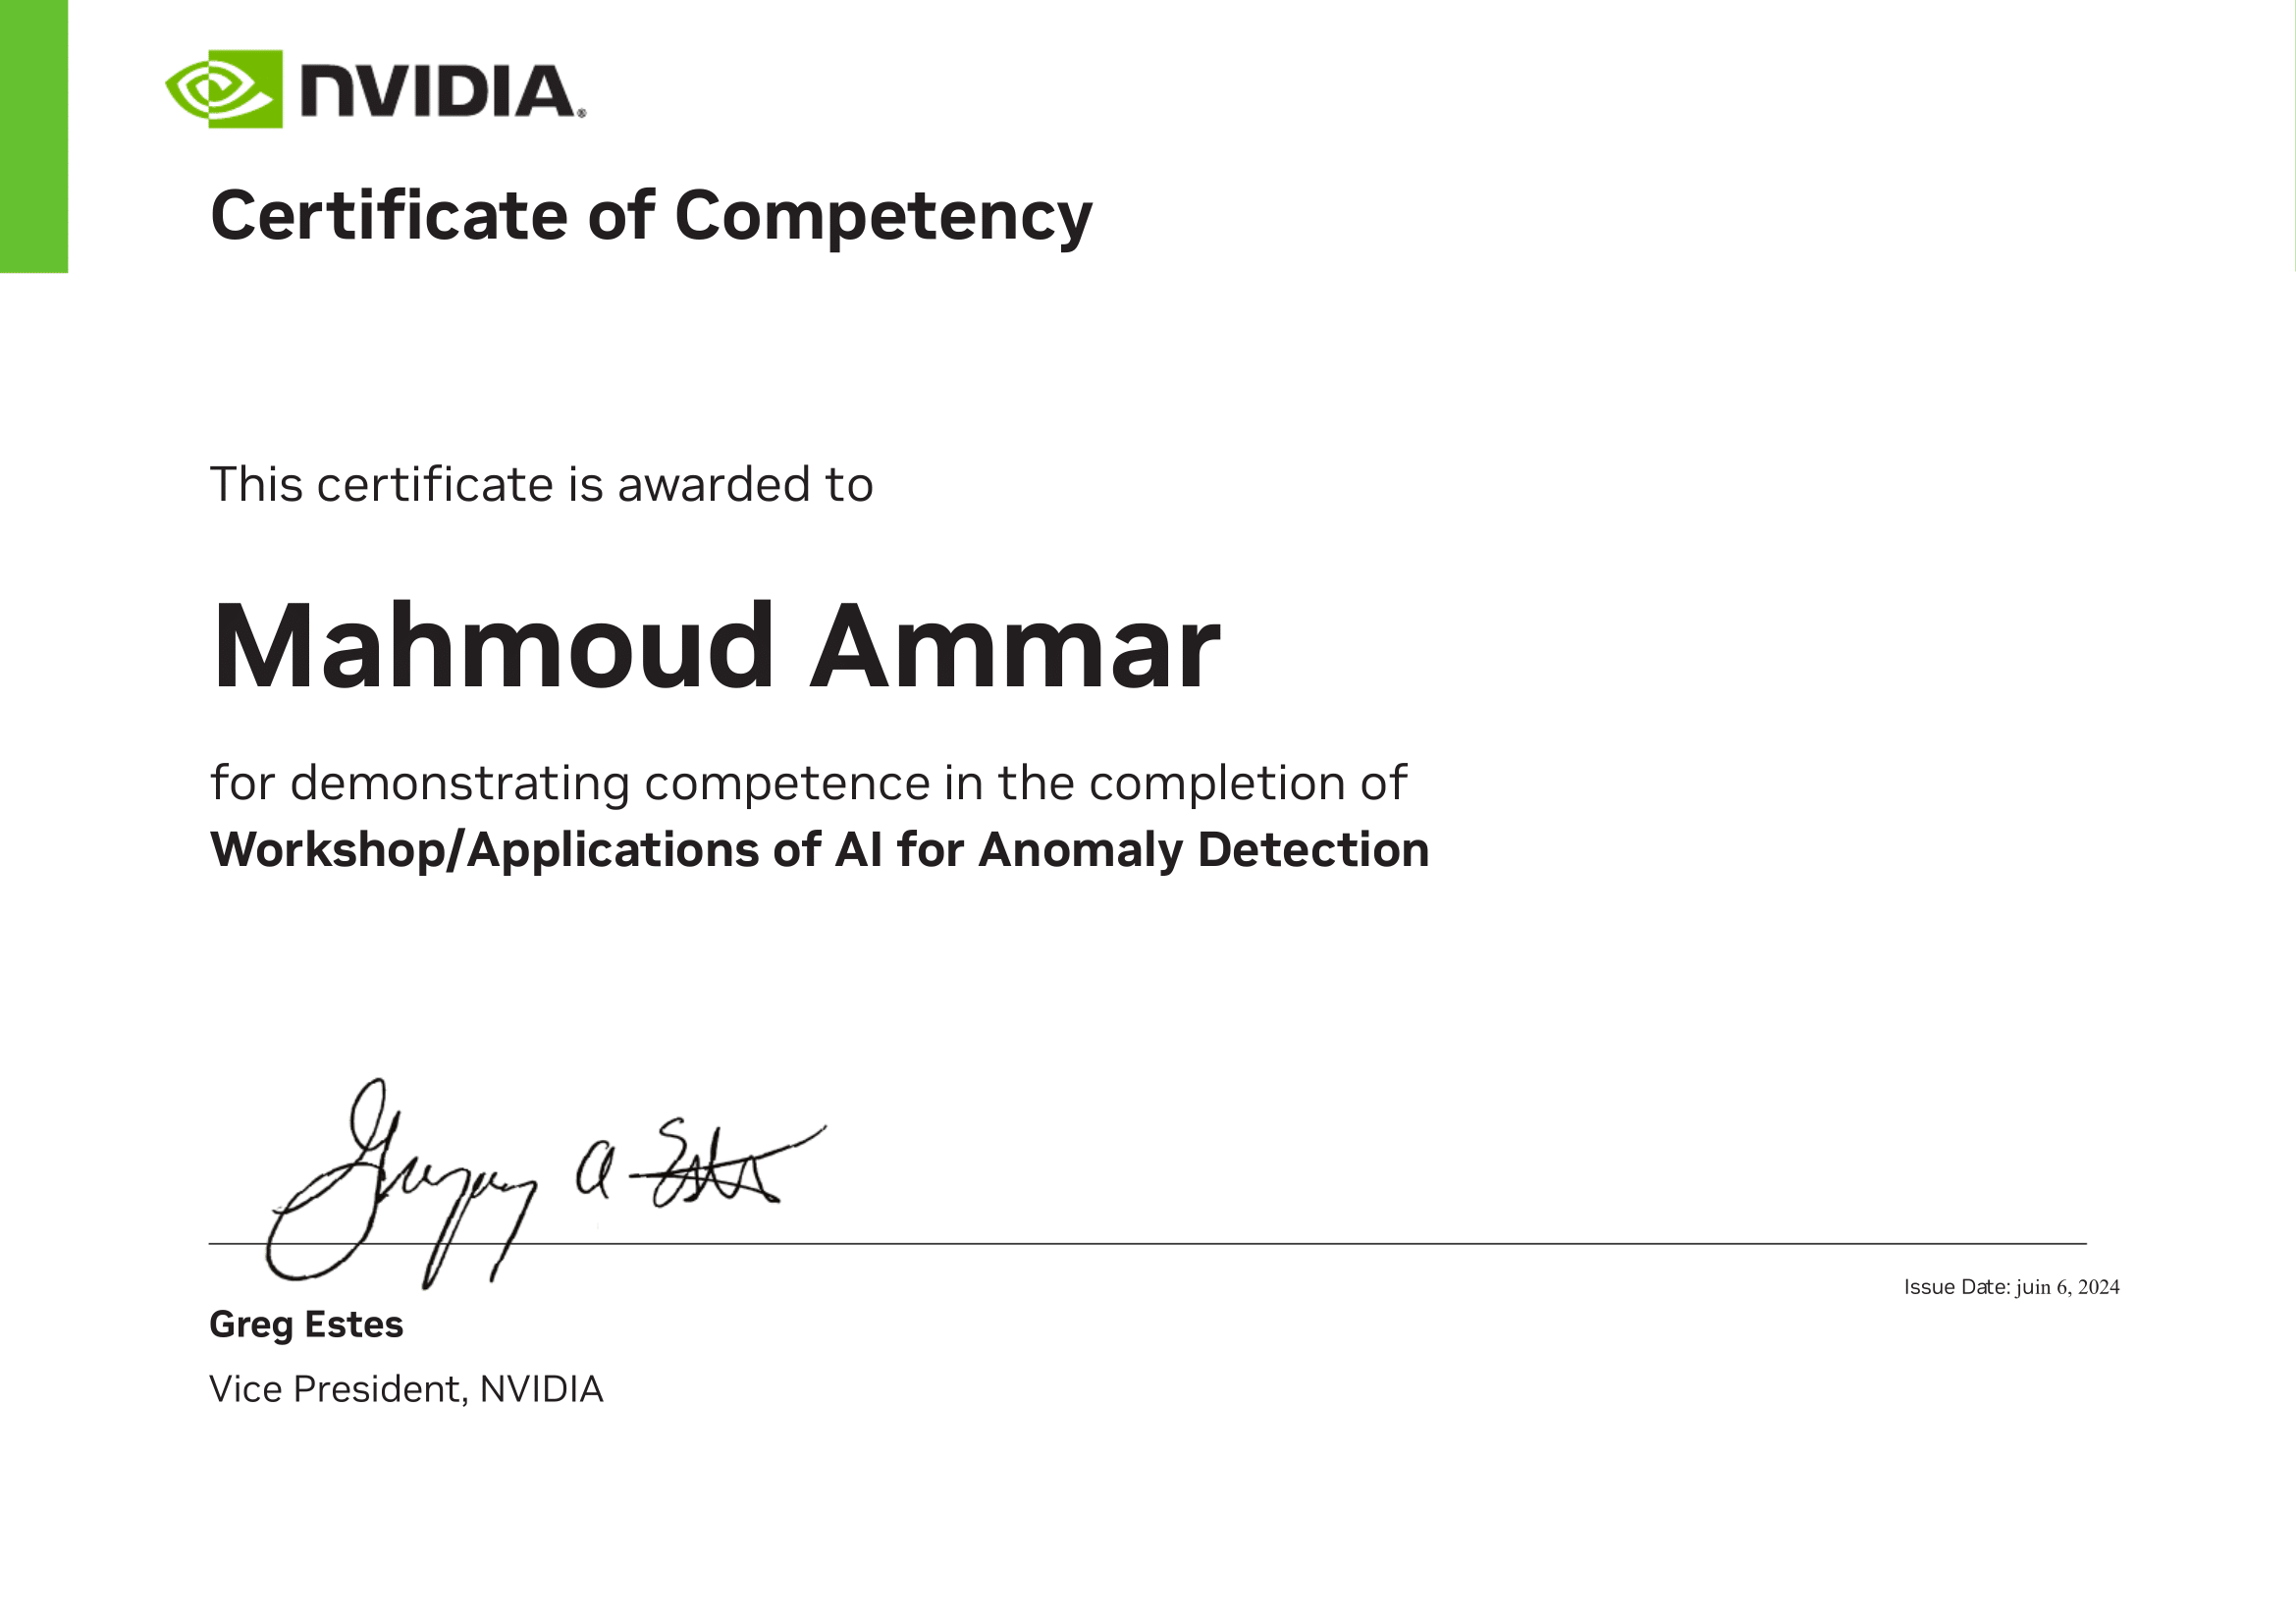 NVIDIA®
Certificate of Competency
This certificate is awarded to
Mahmoud Ammar
for demonstrating competence in the completion of
Workshop/Applications of AI for Anomaly Detection
Gregory A Estes
Issue Date: juin 6, 2024
Greg Estes
Vice President, NVIDIA